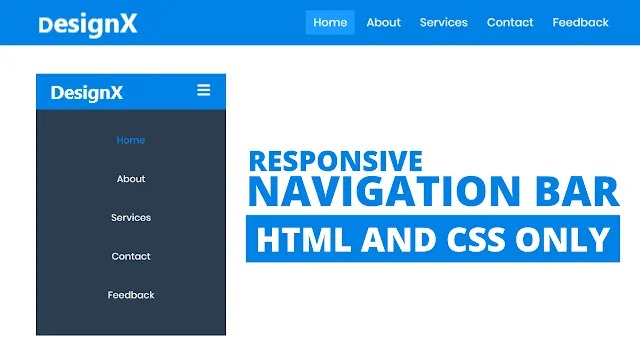 DesignX
Home About Services Contact Feedback
DesignX
Home
About
Services
Contact
Feedback
RESPONSIVE
NAVIGATION BAR
HTML AND CSS ONLY